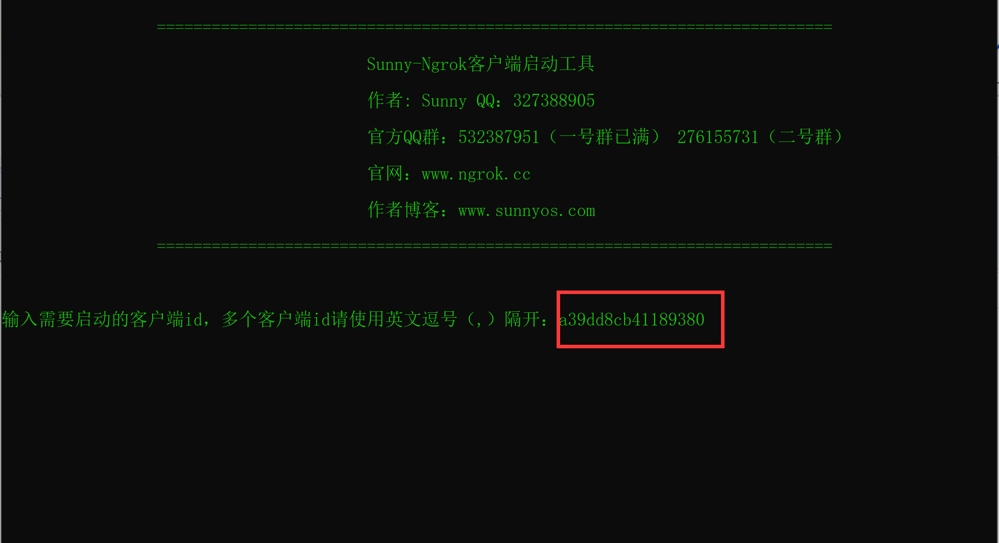 ==========================================================================
Sunny-Ngrok客户端启动工具
作者: Sunny QQ：327388905
官方QQ群：532387951（一号群已满） 276155731（二号群）
官网：www.ngrok.cc
作者博客：www.sunnyos.com
==========================================================================
输入需要启动的客户端id，多个客户端id请使用英文逗号（,）隔开：a39dd8cb41189380